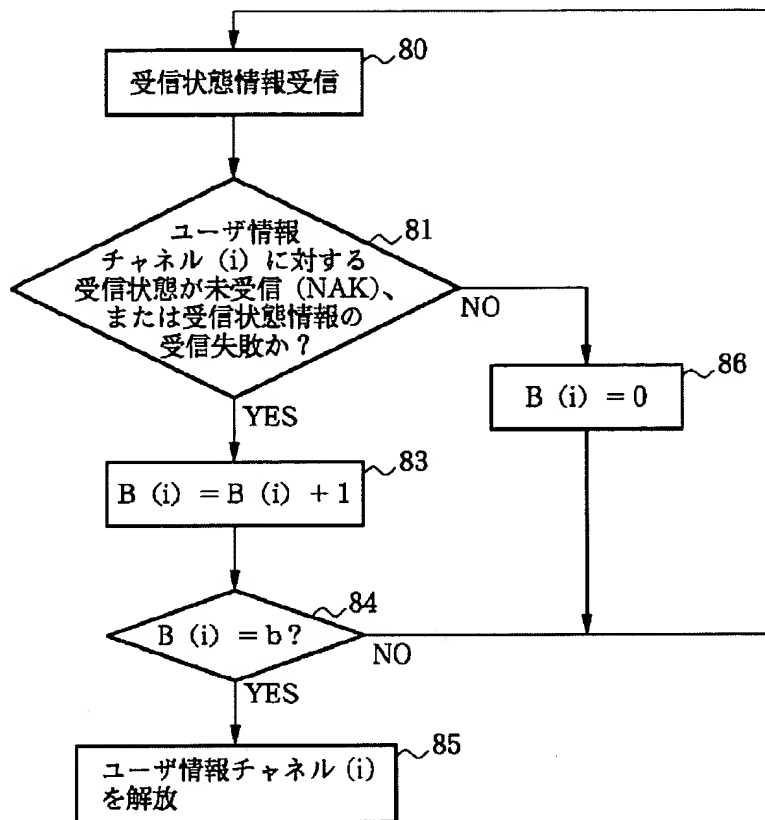 80
受信状態情報受信
81
ユーザ情報
チャネル (i) に対する
受信状態が未受信 (NAK)、
または受信状態情報の
受信失敗か？
NO
YES
86
B (i) = 0
83
B (i) = B (i) + 1
84
B (i) = b?
NO
YES
85
ユーザ情報チャネル (i)
を解放